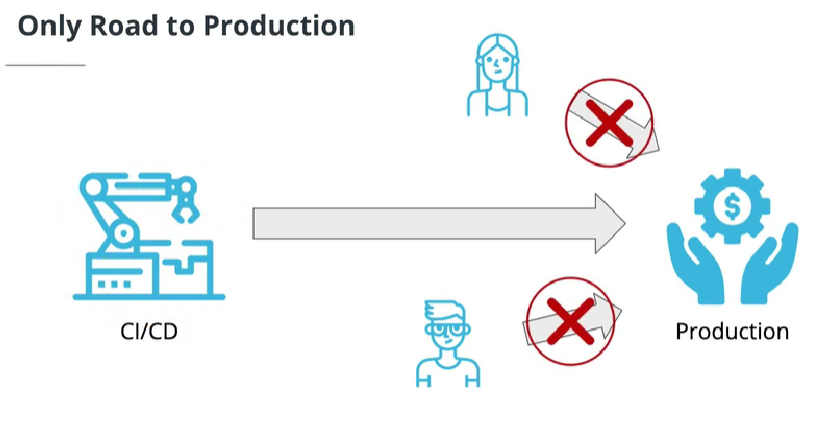 Only Road to Production
$
CI/CD
Production